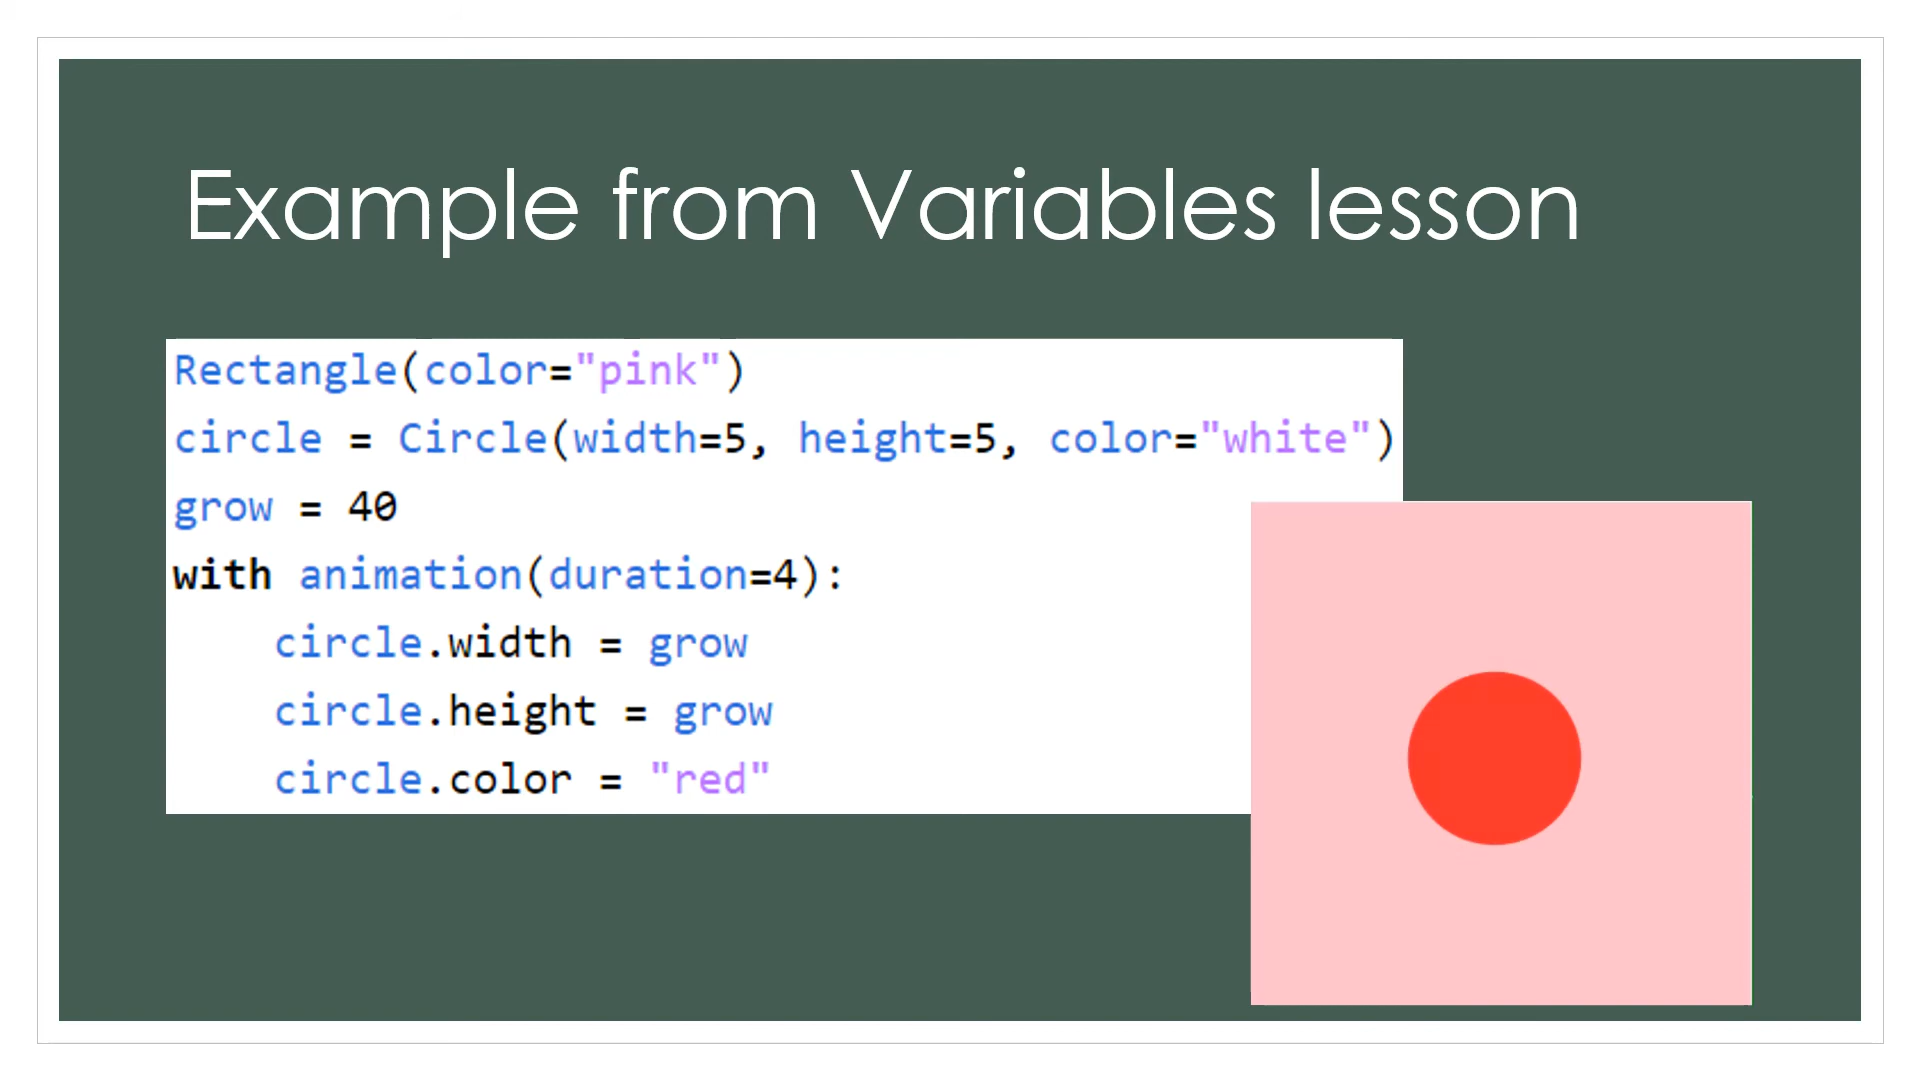 Example from Variables lesson
Rectangle(color="pink")
circle = Circle(width=5, height=5, color="white")
grow = 40
with animation(duration=4):
    circle.width = grow
    circle.height = grow
    circle.color = "red"